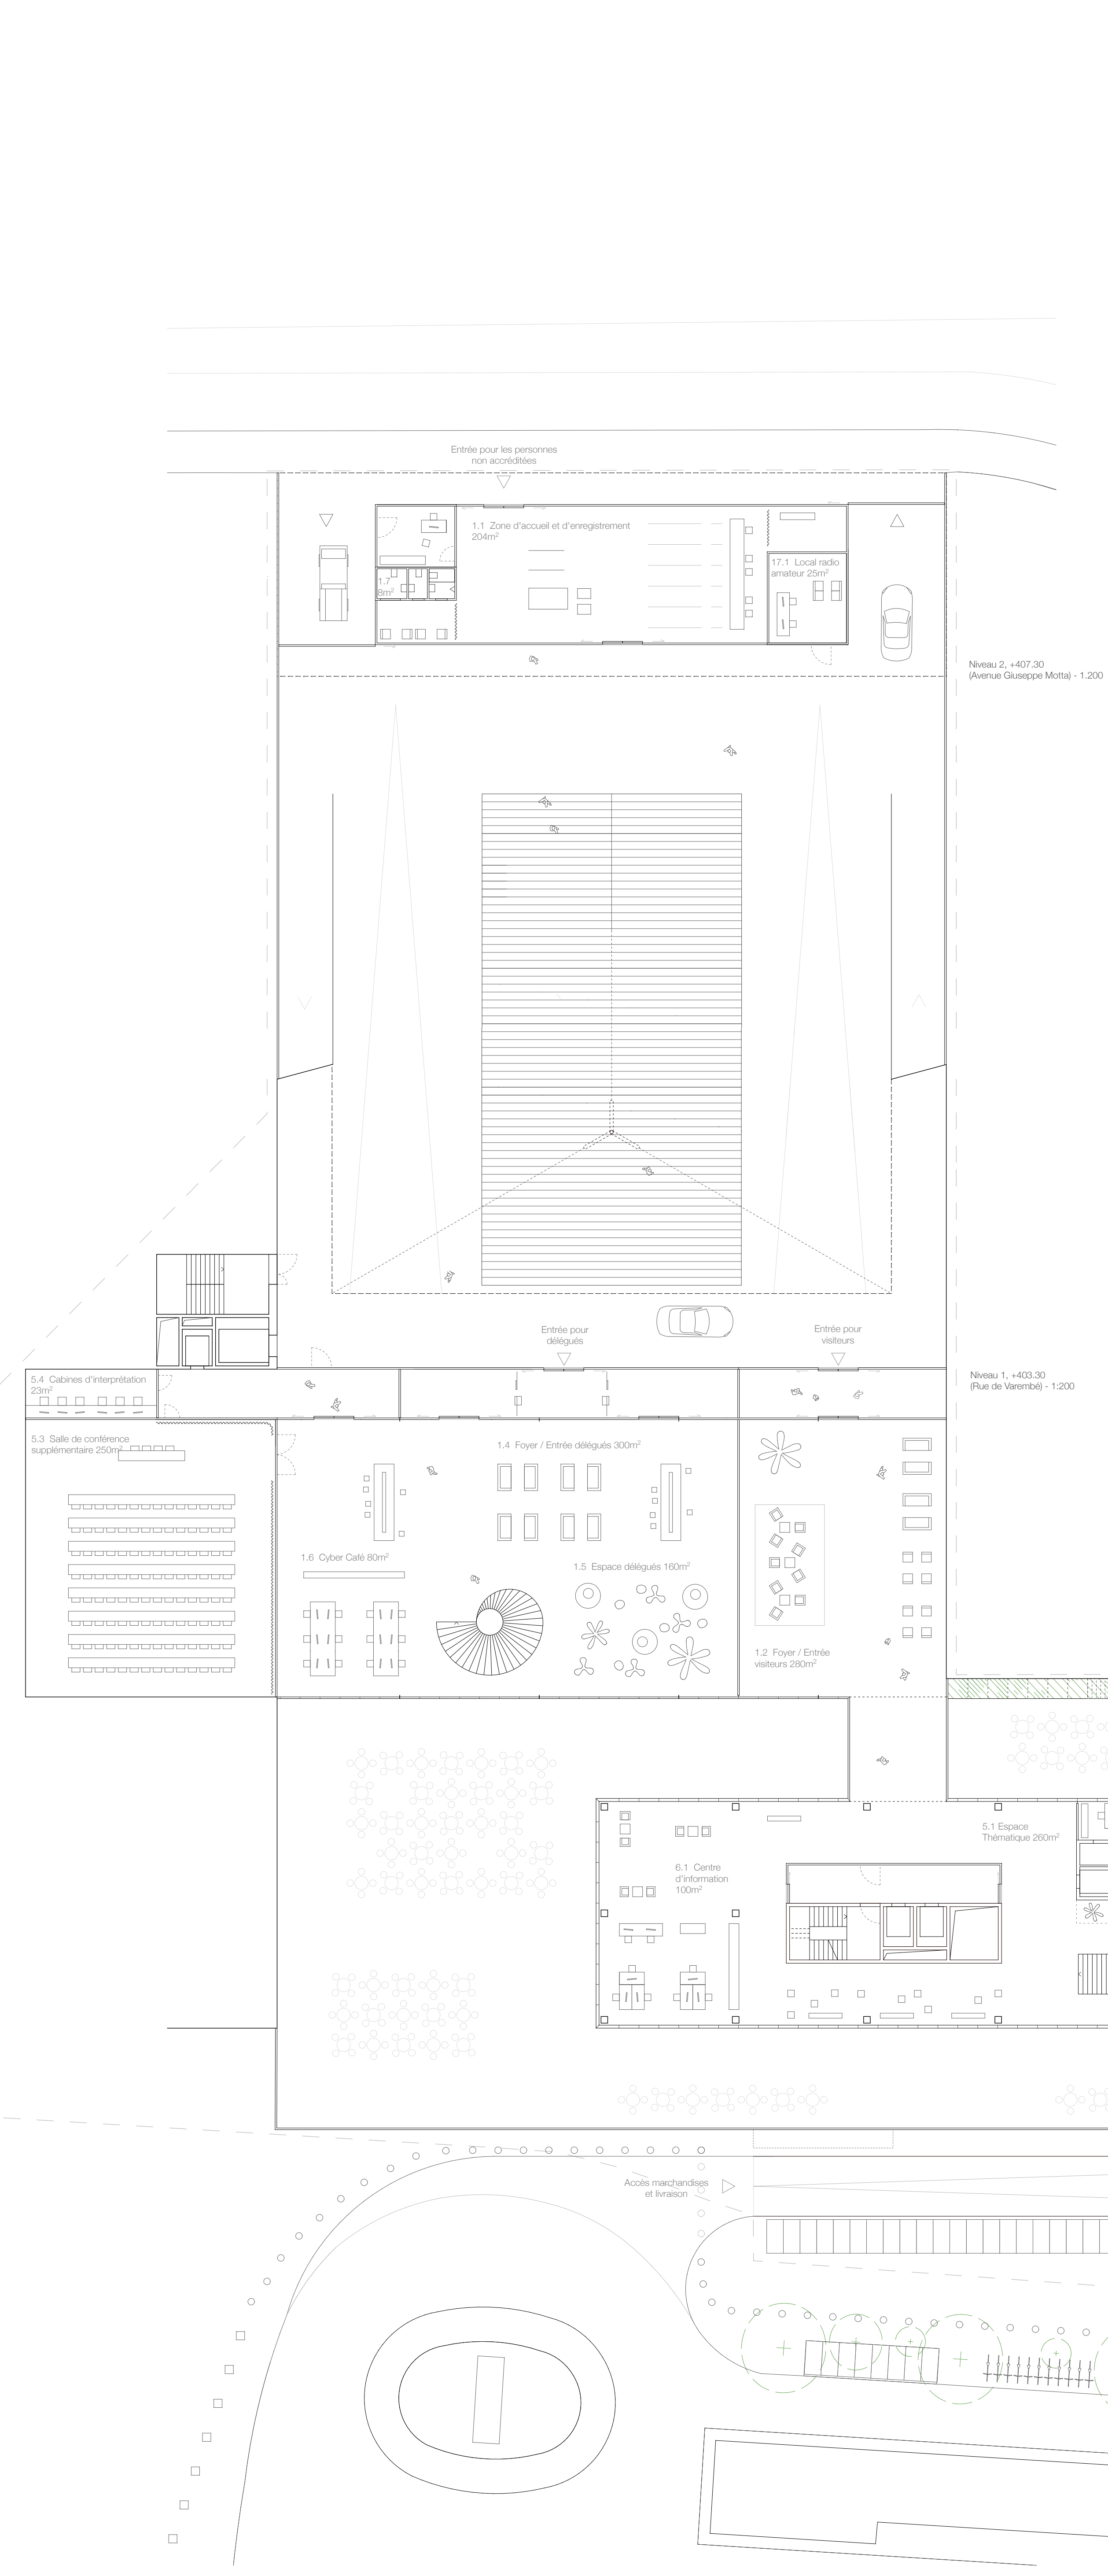 Entrée pour les personnes
non accréditées
1.1 Zone d'accueil et d'enregistrement
204m²
17.1 Local radio
amateur 25m²
1.7
8m²
Niveau 2, +407.30
(Avenue Giuseppe Motta) - 1.200
Entrée pour
délégués
Entrée pour
visiteurs
Niveau 1, +403.30
(Rue de Varembé) - 1:200
5.4 Cabines d'interprétation
23m²
5.3 Salle de conférence
supplémentaire 250m²
1.4 Foyer / Entrée délégués 300m²
1.6 Cyber Café 80m²
1.5 Espace délégués 160m²
1.2 Foyer / Entrée
visiteurs 280m²
5.1 Espace
Thématique 260m²
6.1 Centre
d'information
100m²
Accès marchandises
et livraison